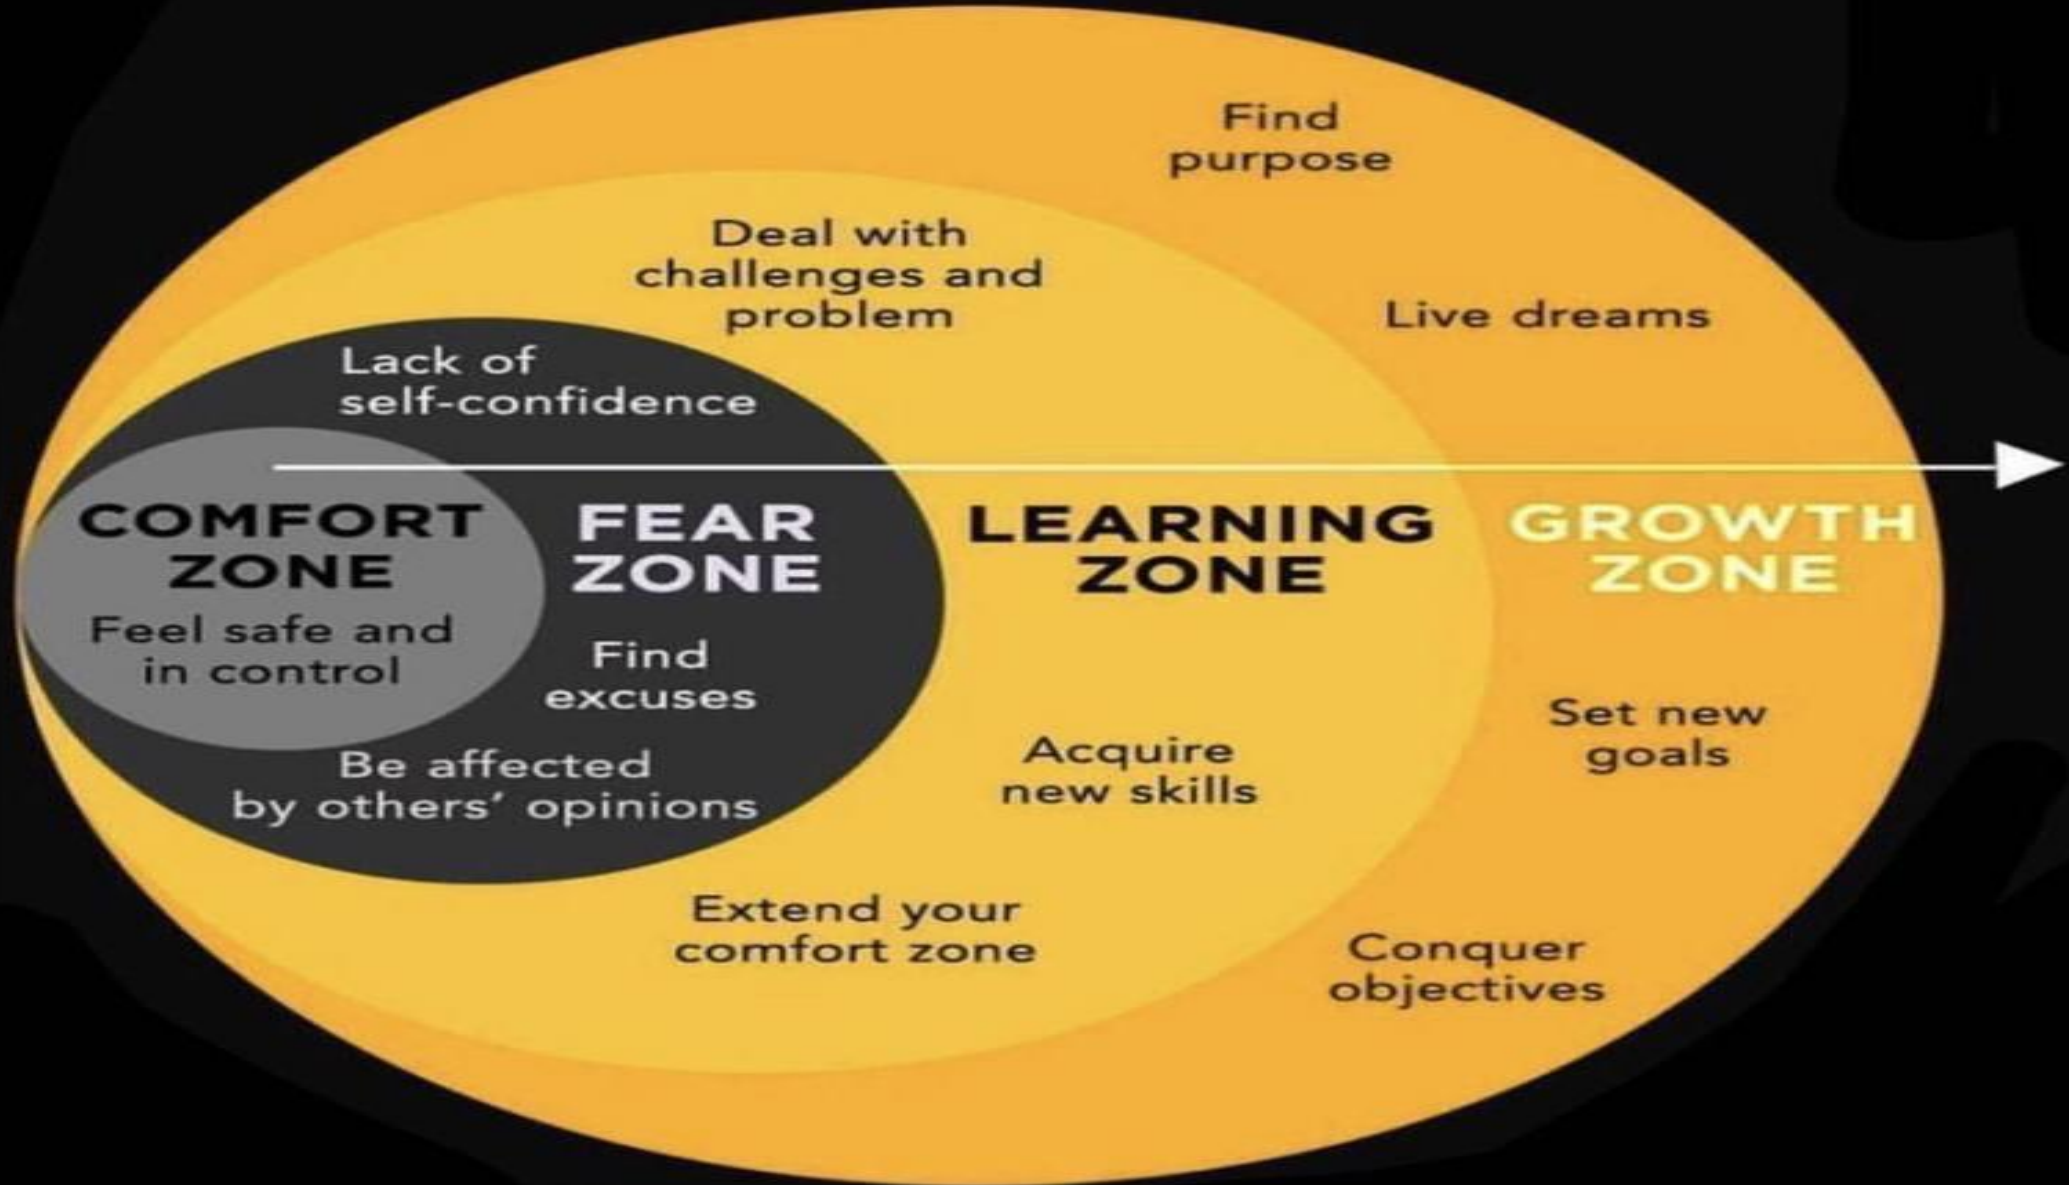 Find
purpose
Deal with
challenges and
problem
Live dreams
Lack of
self-confidence
COMFORT
ZONE
Feel safe and
in control
FEAR
ZONE
Find
excuses
Be affected
by others' opinions
LEARNING
ZONE
Acquire
new skills
Extend your
comfort zone
GROWTH
ZONE
Set new
goals
Conquer
objectives